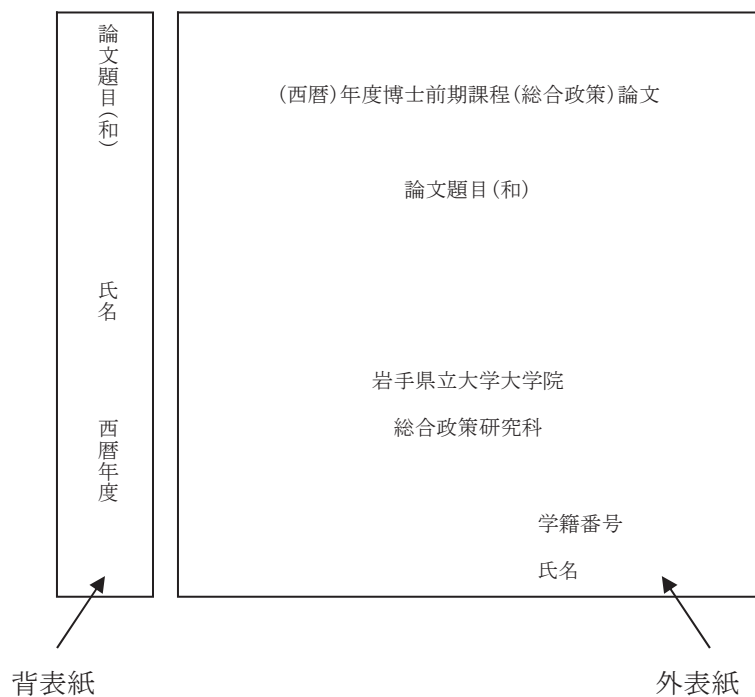 論文題目(和)
氏名
西暦年度
(西暦)年度博士前期課程(総合政策)論文
論文題目(和)
岩手県立大学大学院
総合政策研究科
学籍番号
氏名
背表紙
外表紙